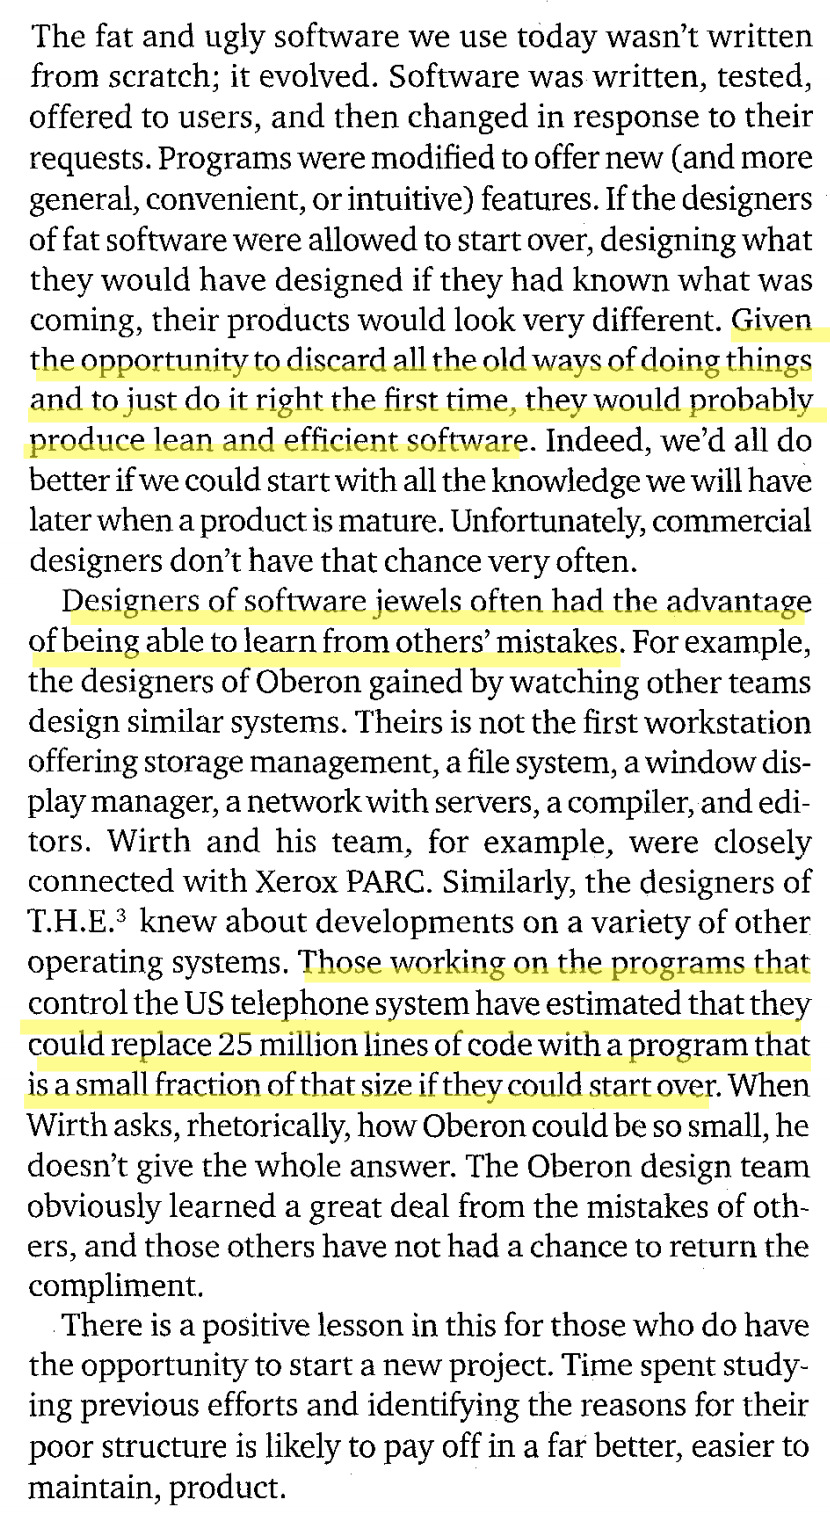 The fat and ugly software we use today wasn't written
from scratch; it evolved. Software was written, tested,
offered to users, and then changed in response to their
requests. Programs were modified to offer new (and more
general, convenient, or intuitive) features. If the designers
of fat software were allowed to start over, designing what
they would have designed if they had known what was
coming, their products would look very different. Given
the opportunity to discard all the old ways of doing things
and to just do it right the first time, they would probably
produce lean and efficient software. Indeed, we'd all do
better if we could start with all the knowledge we will have
later when a product is mature. Unfortunately, commercial
designers don't have that chance very often.
Designers of software jewels often had the advantage
of being able to learn from others' mistakes. For example,
the designers of Oberon gained by watching other teams
design similar systems. Theirs is not the first workstation
offering storage management, a file system, a window dis-
play manager, a network with servers, a compiler, and edi-
tors. Wirth and his team, for example, were closely
connected with Xerox PARC. Similarly, the designers of
T.H.E.³ knew about developments on a variety of other
operating systems. Those working on the programs that
control the US telephone system have estimated that they
could replace 25 million lines of code with a program that
is a small fraction of that size if they could start over. When
Wirth asks, rhetorically, how Oberon could be so small, he
doesn't give the whole answer. The Oberon design team
obviously learned a great deal from the mistakes of oth-
ers, and those others have not had a chance to return the
compliment.
There is a positive lesson in this for those who do have
the opportunity to start a new project. Time spent study-
ing previous efforts and identifying the reasons for their
poor structure is likely to pay off in a far better, easier to
maintain, product.